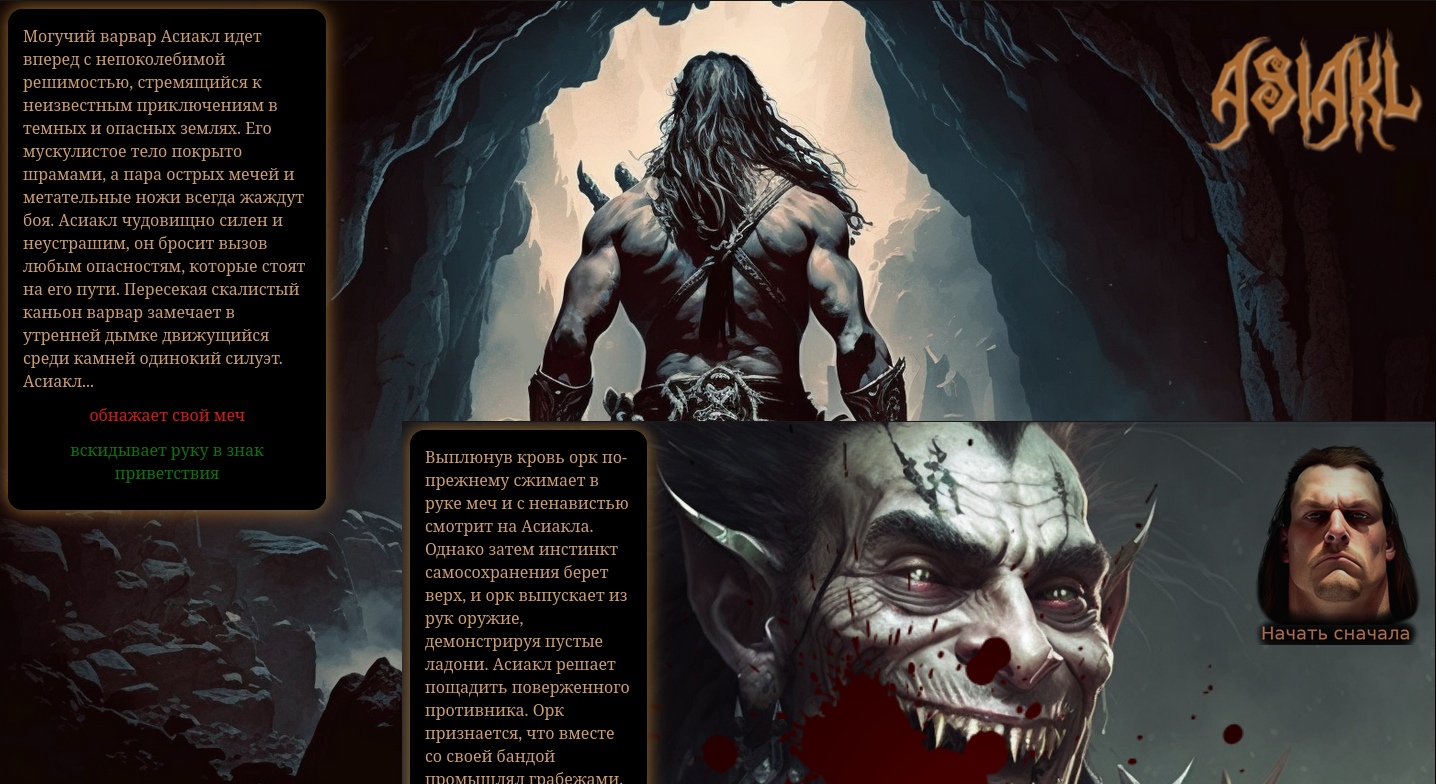 Могучий варвар Асиакл идет
вперед с непоколебимой
решимостью, стремящийся к
неизвестным приключениям в
темных и опасных землях. Его
мускулистое тело покрыто
шрамами, а пара острых мечей и
метательные ножи всегда жаждут
боя. Асиакл чудовищно силен и
неустрашим, он бросит вызов
любым опасностям, которые стоят
на его пути. Пересекая скалистый
каньон варвар замечает в
утренней дымке движущийся
среди камней одинокий силуэт.
Асиакл...
обнажает свой меч
вскидывает руку в знак
приветствия
ASIAKL
Выплюнув кровь орк по-
прежнему сжимает в
руке меч и с ненавистью
смотрит на Асиакла.
Однако затем инстинкт
самосохранения берет
верх, и орк выпускает из
рук оружие,
демонстрируя пустые
ладони. Асиакл решает
пощадить поверженного
противника. Орк
признается, что вместе
со своей бандой
промышлял грабежами.
Начать сначала